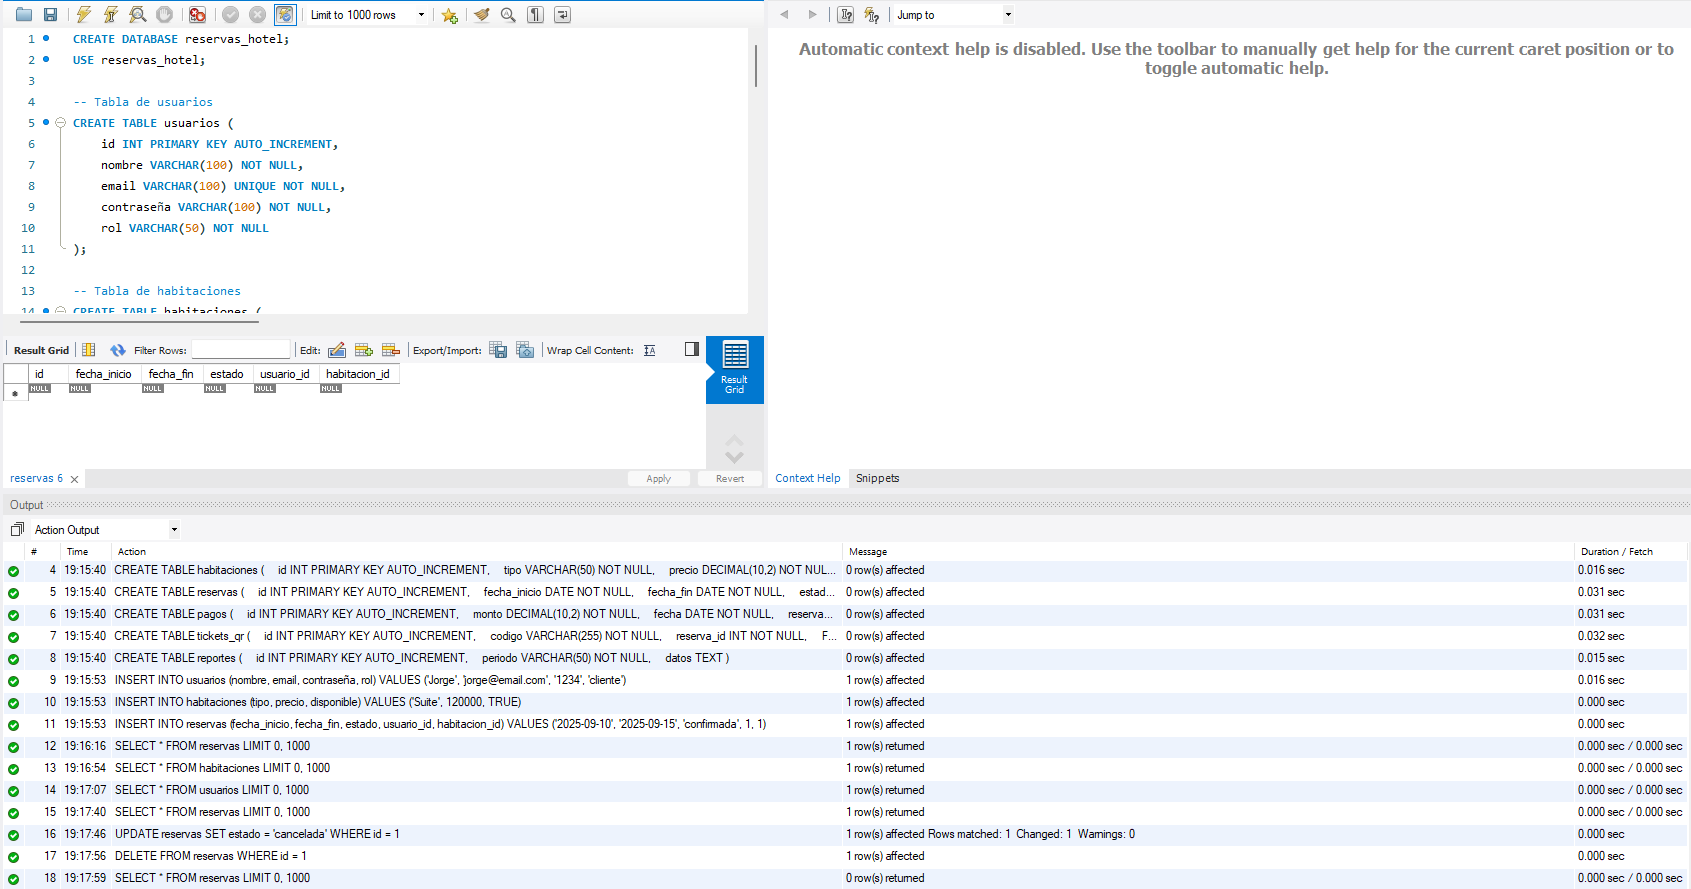 Limit to 1000 rows
Jump to
1 CREATE DATABASE reservas_hotel;
2 USE reservas_hotel;
3
4 -- Tabla de usuarios
5 CREATE TABLE usuarios (
6 id INT PRIMARY KEY AUTO_INCREMENT,
7 nombre VARCHAR(100) NOT NULL,
8 email VARCHAR(100) UNIQUE NOT NULL,
9 contraseña VARCHAR(100) NOT NULL,
10 rol VARCHAR(50) NOT NULL
11 );
12
13 -- Tabla de habitaciones
14 CREATE TABLE habitaciones (
Automatic context help is disabled. Use the toolbar to manually get help for the current caret position or to
toggle automatic help.
Result Grid Filter Rows: Edit: Export/Import: Wrap Cell Content:
id fecha_inicio fecha_fin estado usuario_id habitacion_id
NULL NULL NULL NULL NULL NULL
Result
Grid
reservas 6
Apply Revert
Context Help Snippets
Output
Action Output
# Time Action Message Duration / Fetch
4 19:15:40 CREATE TABLE habitaciones ( id INT PRIMARY KEY AUTO_INCREMENT, tipo VARCHAR(50) NOT NULL, precio DECIMAL(10,2) NOT NUL... 0 row(s) affected 0.016 sec
5 19:15:40 CREATE TABLE reservas ( id INT PRIMARY KEY AUTO_INCREMENT, fecha_inicio DATE NOT NULL, fecha_fin DATE NOT NULL, estad... 0 row(s) affected 0.031 sec
6 19:15:40 CREATE TABLE pagos ( id INT PRIMARY KEY AUTO_INCREMENT, monto DECIMAL(10,2) NOT NULL, fecha DATE NOT NULL, reserva... 0 row(s) affected 0.031 sec
7 19:15:40 CREATE TABLE tickets_qr ( id INT PRIMARY KEY AUTO_INCREMENT, codigo VARCHAR(255) NOT NULL, reserva_id INT NOT NULL, F... 0 row(s) affected 0.032 sec
8 19:15:40 CREATE TABLE reportes ( id INT PRIMARY KEY AUTO_INCREMENT, periodo VARCHAR(50) NOT NULL, datos TEXT ) 0 row(s) affected 0.015 sec
9 19:15:53 INSERT INTO usuarios (nombre, email, contraseña, rol) VALUES ('Jorge', 'jorge@email.com', '1234', 'cliente') 1 row(s) affected 0.016 sec
10 19:15:53 INSERT INTO habitaciones (tipo, precio, disponible) VALUES ('Suite', 120000, TRUE) 1 row(s) affected 0.000 sec
11 19:15:53 INSERT INTO reservas (fecha_inicio, fecha_fin, estado, usuario_id, habitacion_id) VALUES ('2025-09-10', '2025-09-15', 'confirmada', 1, 1) 1 row(s) affected 0.000 sec
12 19:16:16 SELECT * FROM reservas LIMIT 0, 1000 1 row(s) returned 0.000 sec / 0.000 sec
13 19:16:54 SELECT * FROM habitaciones LIMIT 0, 1000 1 row(s) returned 0.000 sec / 0.000 sec
14 19:17:07 SELECT * FROM usuarios LIMIT 0, 1000 1 row(s) returned 0.000 sec / 0.000 sec
15 19:17:40 SELECT * FROM reservas LIMIT 0, 1000 1 row(s) returned 0.000 sec / 0.000 sec
16 19:17:46 UPDATE reservas SET estado = 'cancelada' WHERE id = 1 1 row(s) affected Rows matched: 1 Changed: 1 Warnings: 0 0.000 sec
17 19:17:56 DELETE FROM reservas WHERE id = 1 1 row(s) affected 0.000 sec
18 19:17:59 SELECT * FROM reservas LIMIT 0, 1000 0 row(s) returned 0.000 sec / 0.000 sec